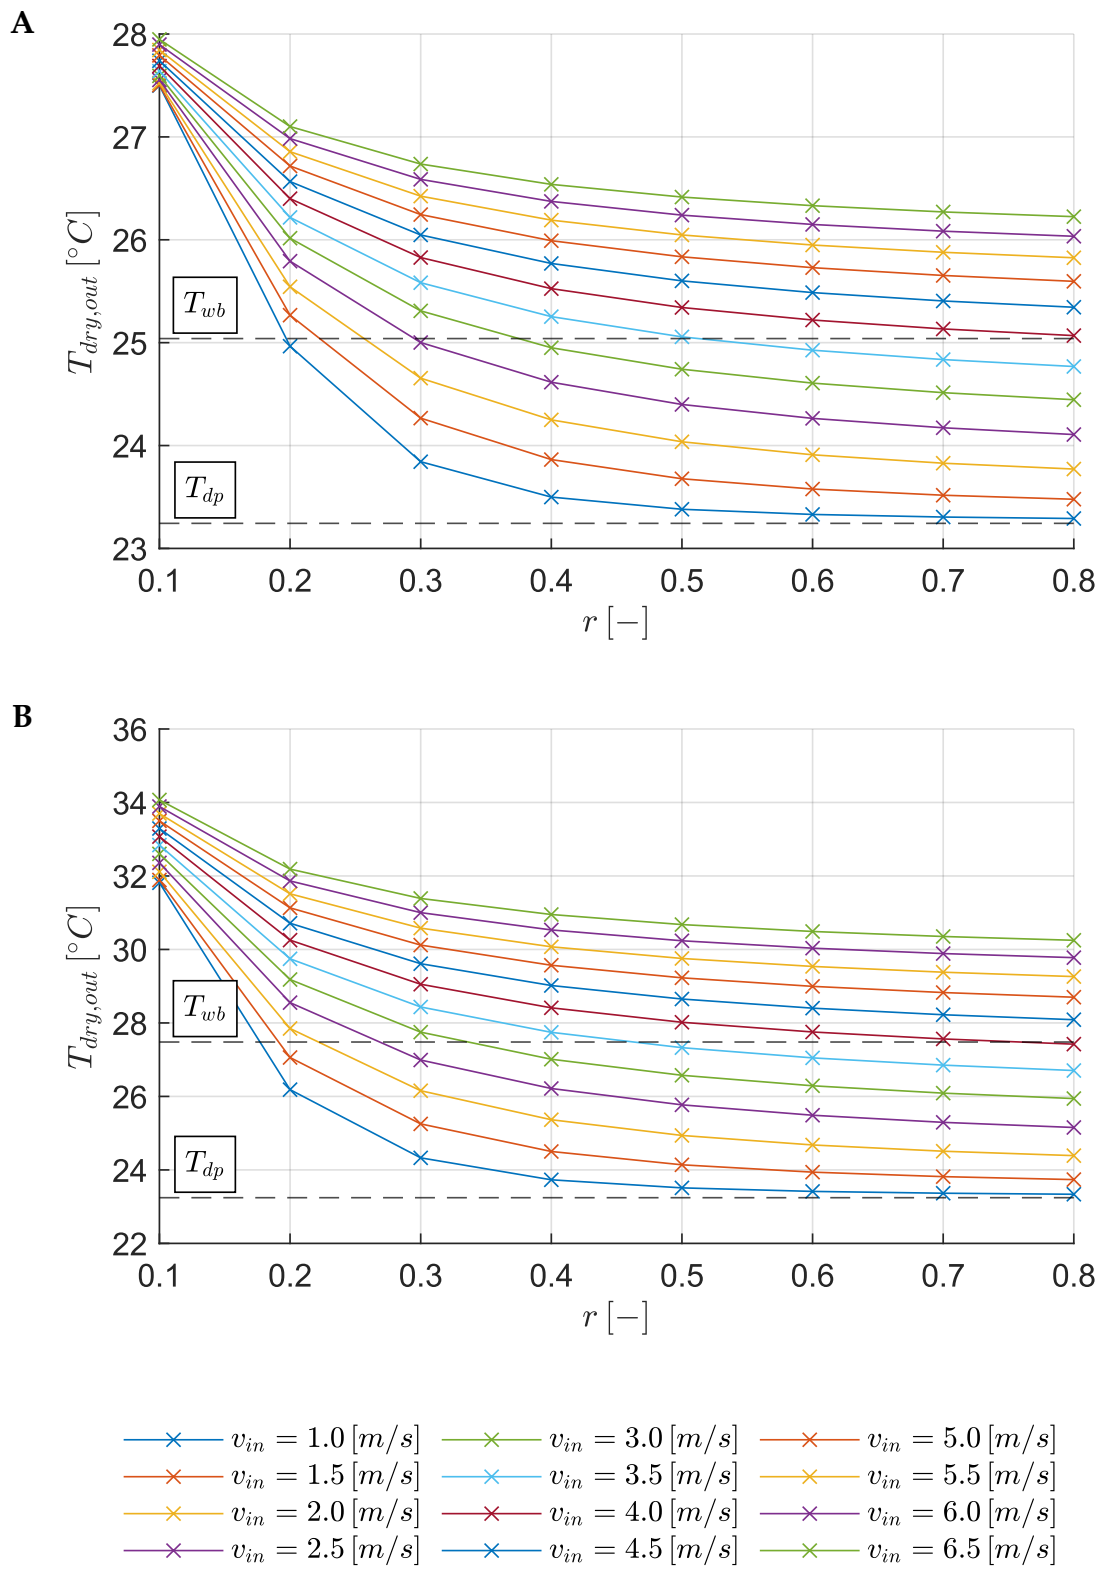 A
28
27
26
25
24
23
T_{dry,out} [°C]
T_{wb}
T_{dp}
0.1 0.2 0.3 0.4 0.5 0.6 0.7 0.8
r [−]
B
36
34
32
30
28
26
24
22
T_{dry,out} [°C]
T_{wb}
T_{dp}
0.1 0.2 0.3 0.4 0.5 0.6 0.7 0.8
r [−]
v_{in} = 1.0 [m/s] v_{in} = 3.0 [m/s] v_{in} = 5.0 [m/s]
v_{in} = 1.5 [m/s] v_{in} = 3.5 [m/s] v_{in} = 5.5 [m/s]
v_{in} = 2.0 [m/s] v_{in} = 4.0 [m/s] v_{in} = 6.0 [m/s]
v_{in} = 2.5 [m/s] v_{in} = 4.5 [m/s] v_{in} = 6.5 [m/s]